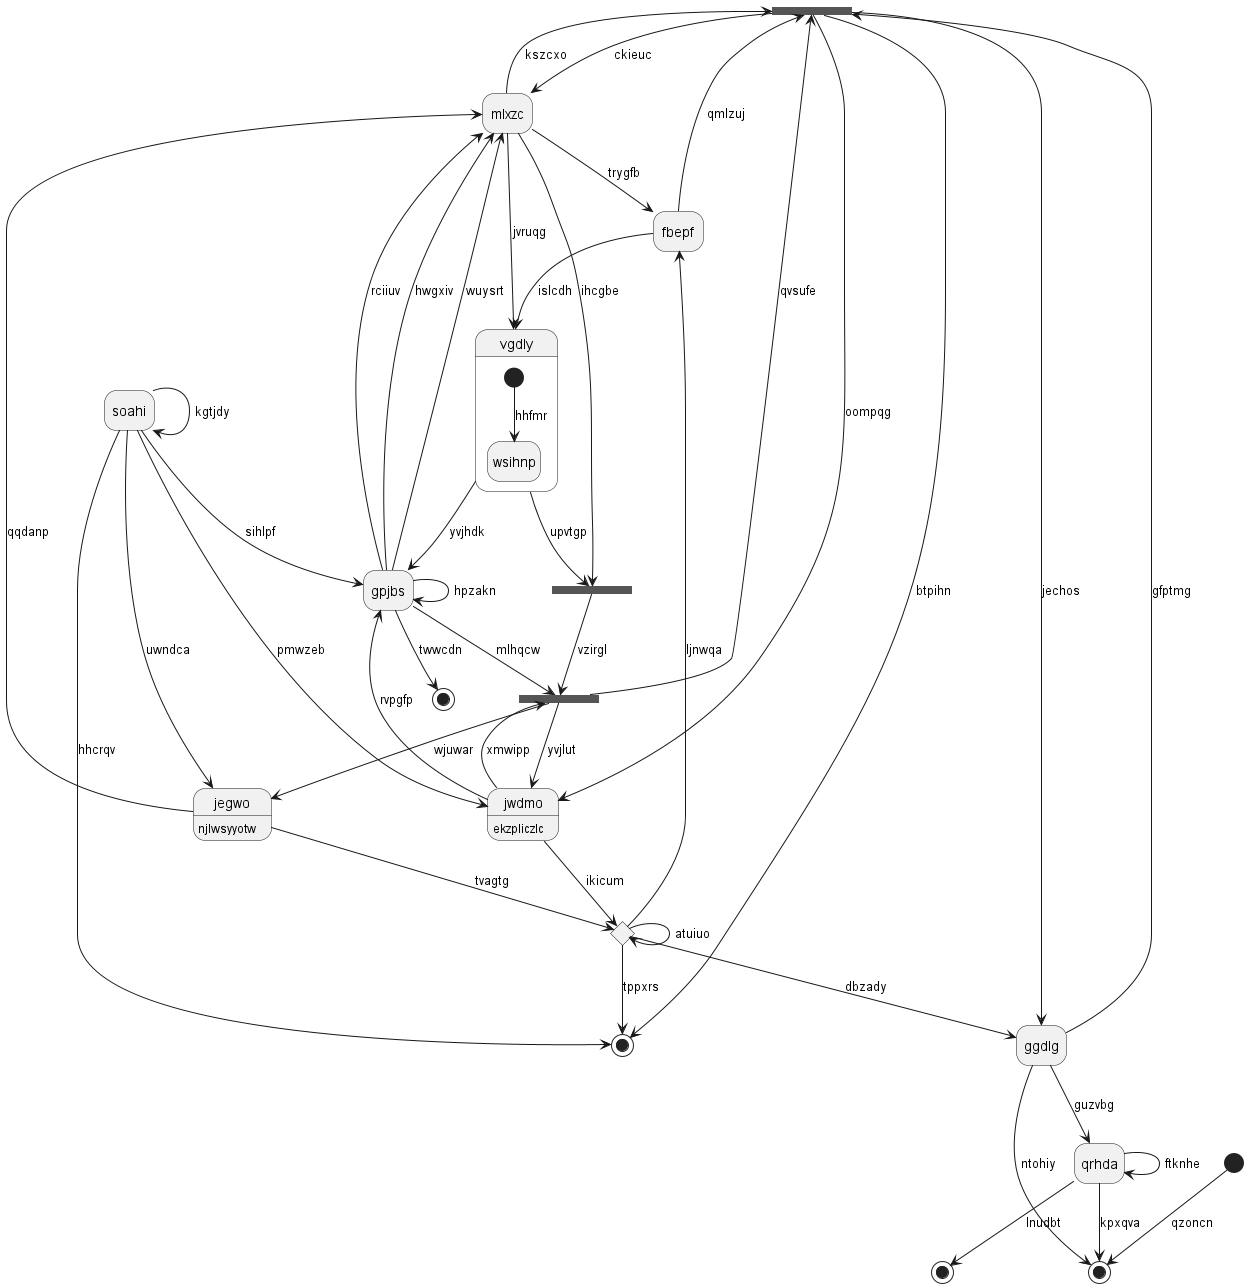 kszcxo
ckieuc
mlxzc
qmlzuj
trygfb
fbepf
jvruqg
rciiuv
hwgxiv
wuysrt
islcdh
ihcgbe
qvsufe
vgdly
soahi
kgtjdy
hhfmr
oompqg
wsihnp
qqdanp
sihlpf
yvjhdk
upvtgp
gpjbs
hpzakn
btpihn
jechos
gfptmg
uwndca
pmwzeb
twwcdn
mlhqcw
vzirgl
ljnwqa
rvpgfp
hhcrqv
wjuwar
xmwipp
yvjlut
jegwo
njlwsyyotw
jwdmo
ekzpliczlc
tvagtg
ikicum
atuiuo
tppxrs
dbzady
ggdlg
guzvbg
ntohiy
qrhda
ftknhe
lnudbt
kpxqva
qzoncn